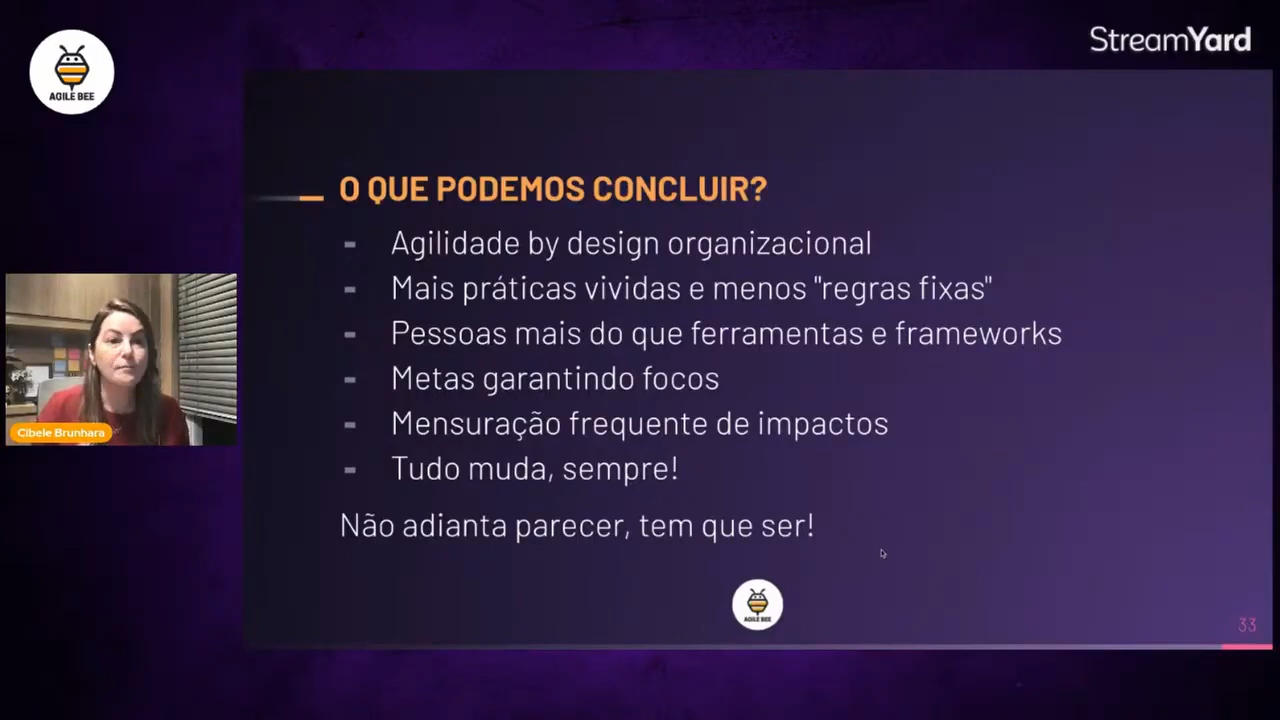 AGILE BEE
StreamYard
O QUE PODEMOS CONCLUIR?
- Agilidade by design organizacional
- Mais práticas vividas e menos "regras fixas"
- Pessoas mais do que ferramentas e frameworks
- Metas garantindo focos
- Mensuração frequente de impactos
- Tudo muda, sempre!
Não adianta parecer, tem que ser!
Cibele Brunhara
AGILE BEE
33